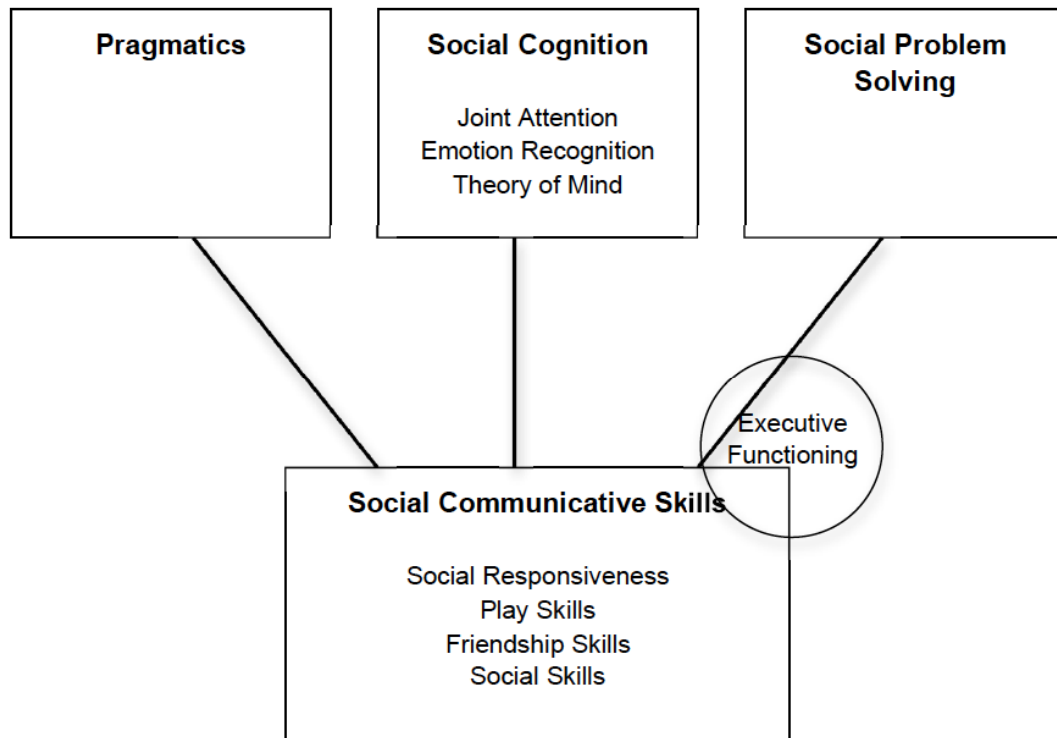 Pragmatics
Social Cognition
Joint Attention
Emotion Recognition
Theory of Mind
Social Problem
Solving
Executive
Functioning
Social Communicative Skills
Social Responsiveness
Play Skills
Friendship Skills
Social Skills